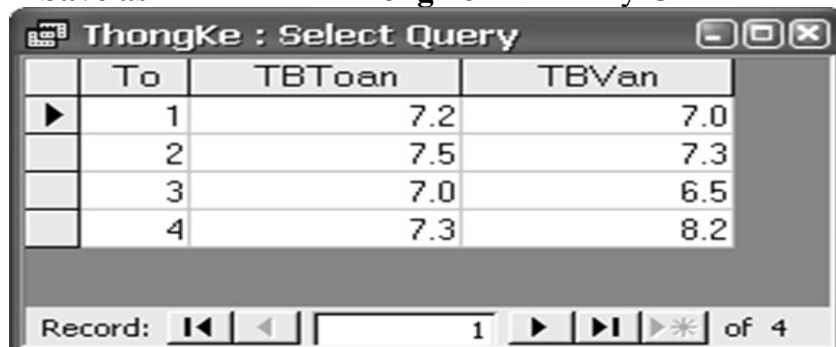 ThongKe : Select Query
To TBToan TBVan
1 7.2 7.0
2 7.5 7.3
3 7.0 6.5
4 7.3 8.2
Record: 1 of 4